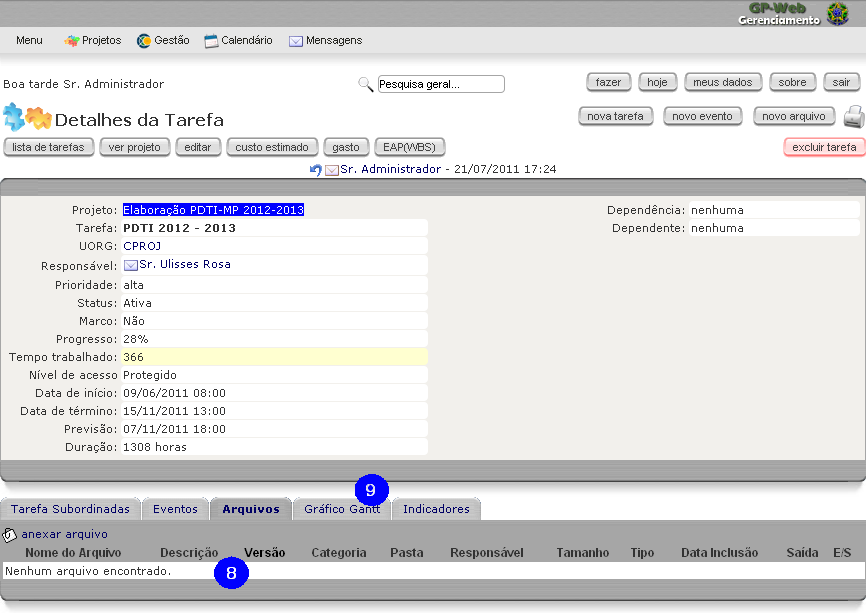 GP-Web
Gerenciamento
Menu Projetos Gestão Calendário Mensagens
Boa tarde Sr. Administrador Pesquisa geral... fazer hoje meus dados sobre sair
Detalhes da Tarefa nova tarefa novo evento novo arquivo
lista de tarefas ver projeto editar custo estimado gasto EAP(WBS) excluir tarefa
Sr. Administrador - 21/07/2011 17:24
Projeto: Elaboração PDTI-MP 2012-2013 Dependência: nenhuma
Tarefa: PDTI 2012 - 2013 Dependente: nenhuma
UORG: CPROJ
Responsável: Sr. Ulisses Rosa
Prioridade: alta
Status: Ativa
Marco: Não
Progresso: 28%
Tempo trabalhado: 366
Nível de acesso Protegido
Data de início: 09/06/2011 08:00
Data de término: 15/11/2011 13:00
Previsão: 07/11/2011 18:00
Duração: 1308 horas
9
Tarefa Subordinadas Eventos Arquivos Gráfico Gantt Indicadores
anexar arquivo
Nome do Arquivo Descrição Versão Categoria Pasta Responsável Tamanho Tipo Data Inclusão Saída E/S
Nenhum arquivo encontrado. 8